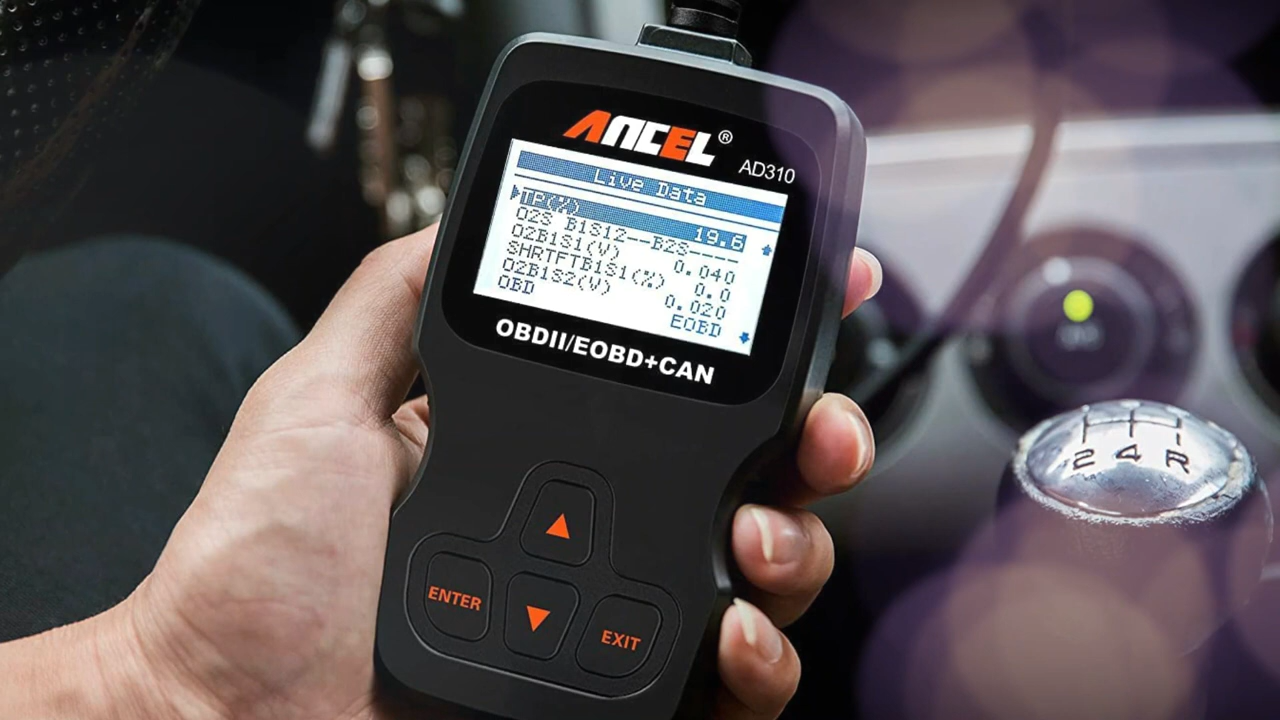 ANCEL®
AD310
Live Data
TP(%) 19.6
O2S B1S12--B2S----
O2B1S1(V) 0.040
SHRTFTB1S1(%) 0.0
O2B1S2(V) 0.020
OBD EOBD
OBDII/EOBD+CAN
ENTER
EXIT
2 4 R